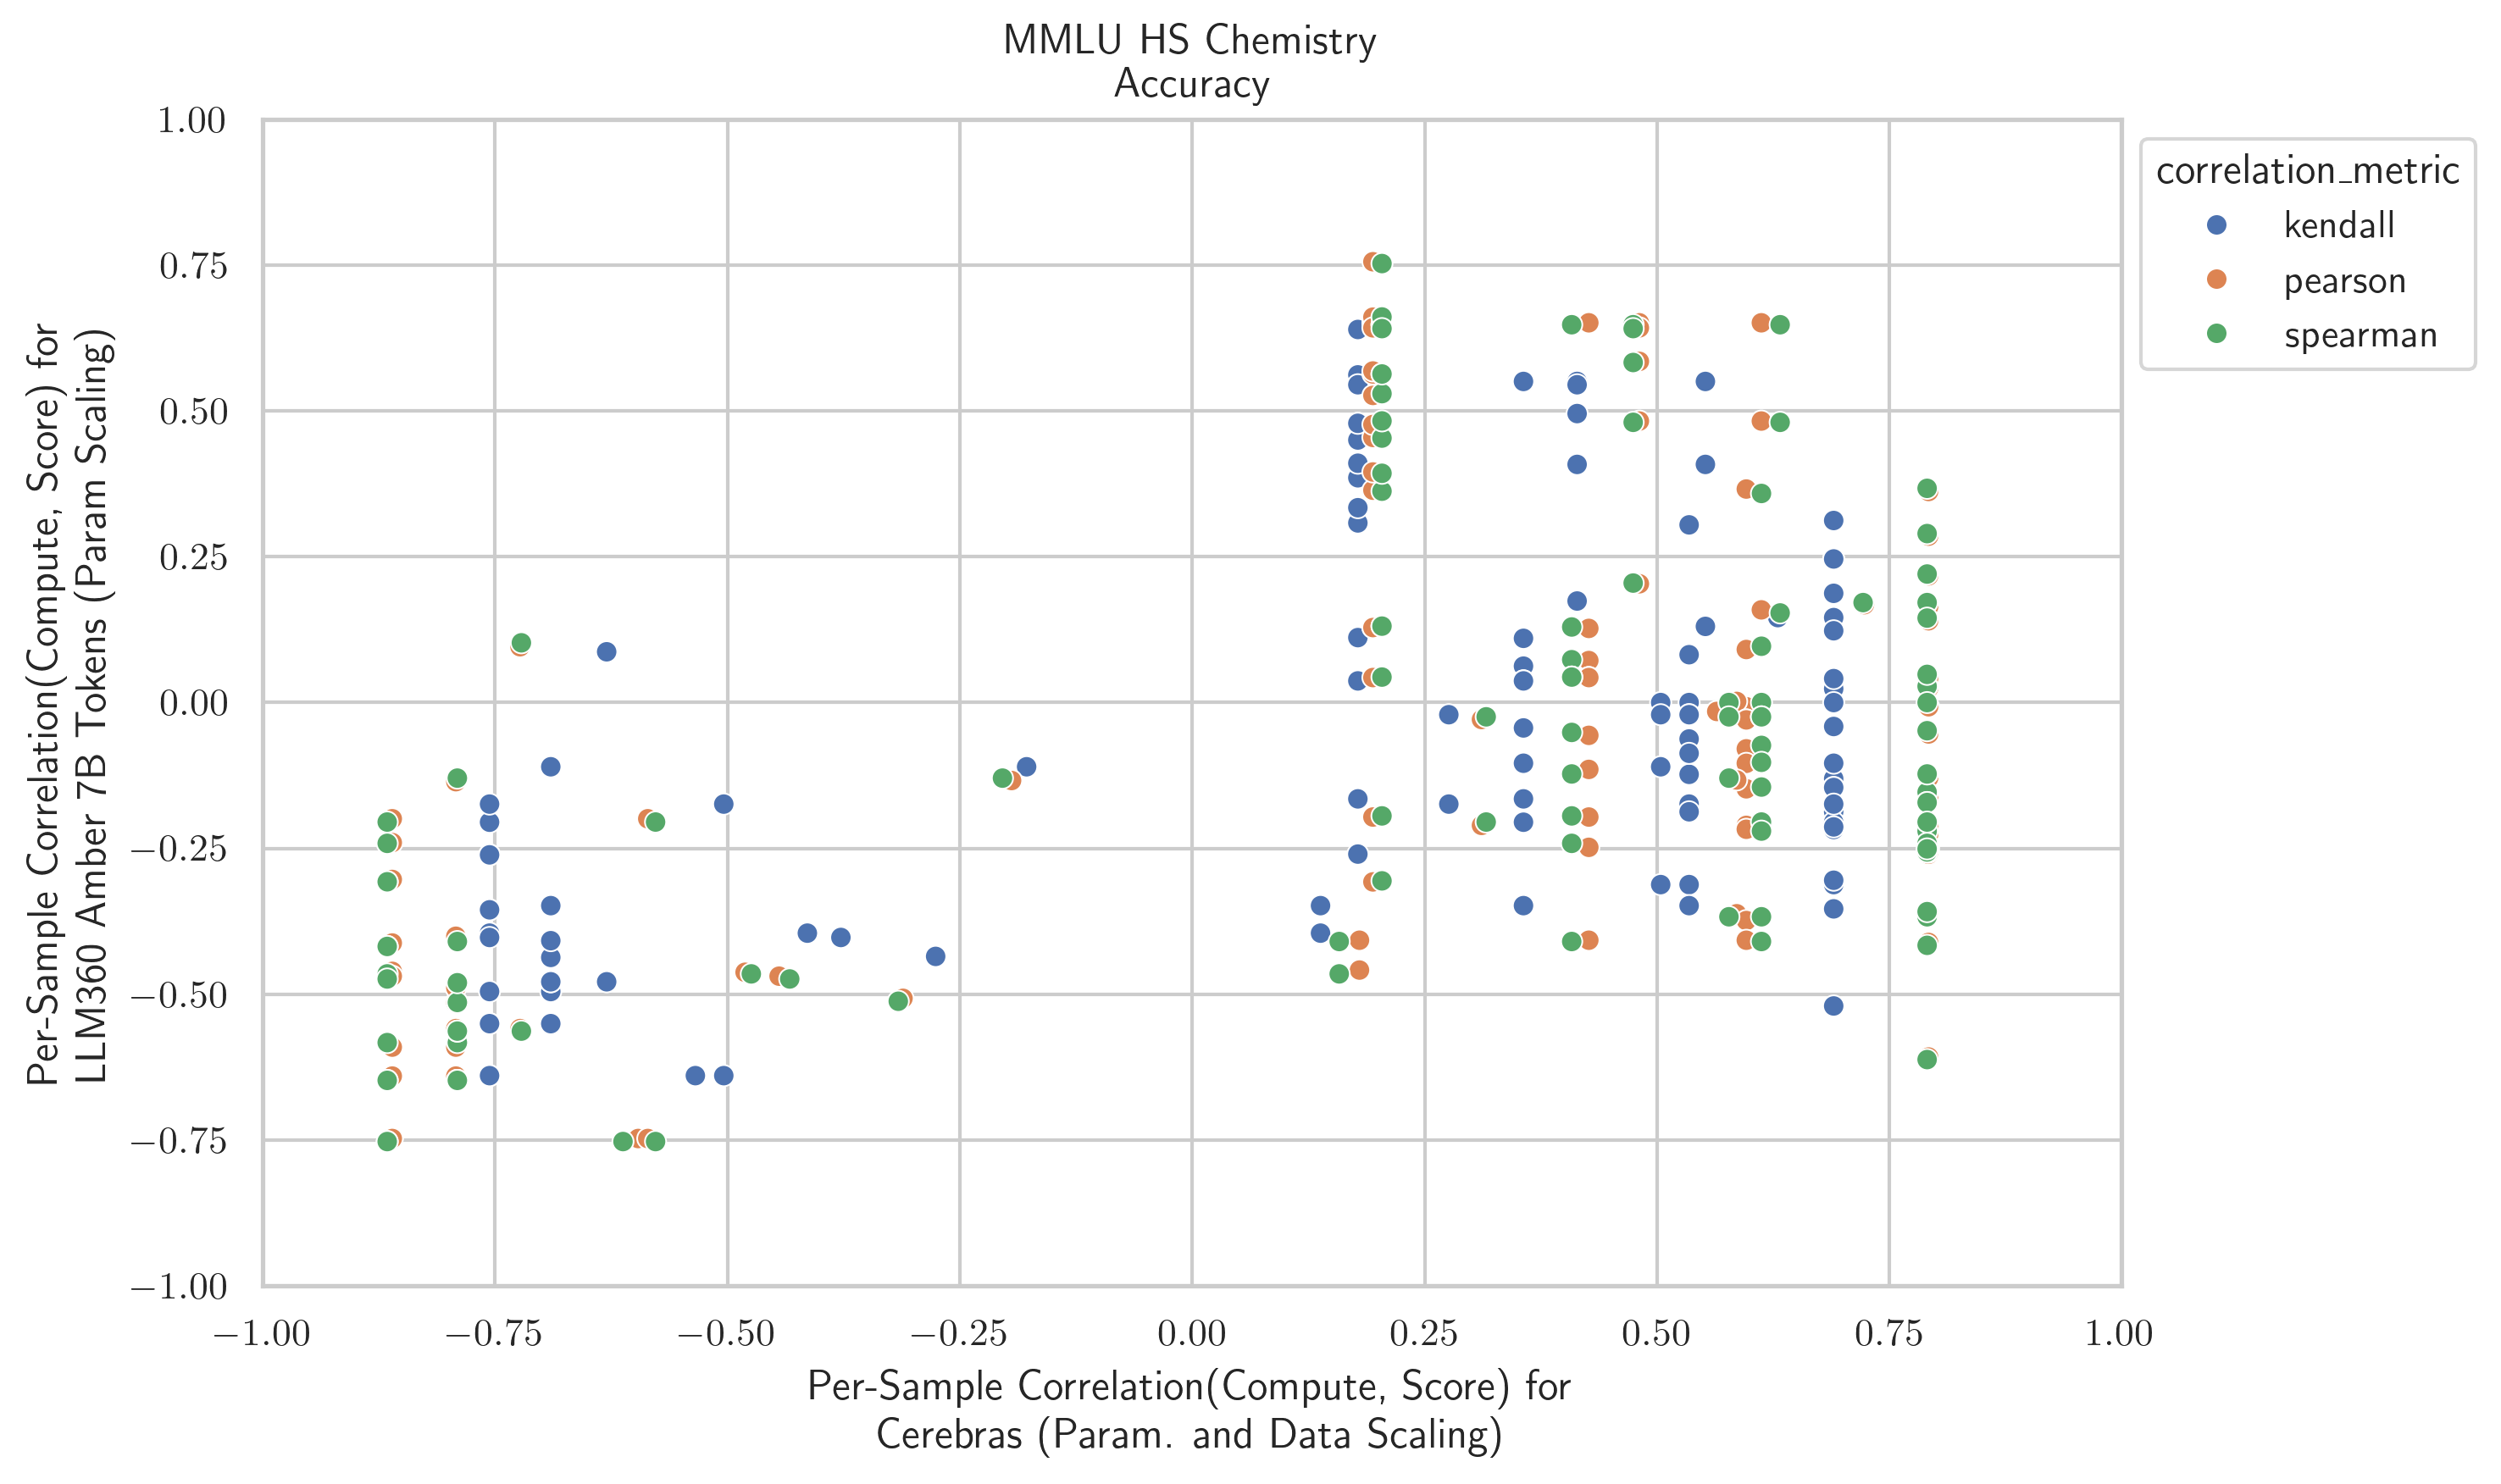 MMLU HS Chemistry
Accuracy
Per-Sample Correlation(Compute, Score) for
LLM360 Amber 7B Tokens (Param Scaling)
1.00
0.75
0.50
0.25
0.00
−0.25
−0.50
−0.75
−1.00
−1.00 −0.75 −0.50 −0.25 0.00 0.25 0.50 0.75 1.00
Per-Sample Correlation(Compute, Score) for
Cerebras (Param. and Data Scaling)
correlation_metric
kendall
pearson
spearman